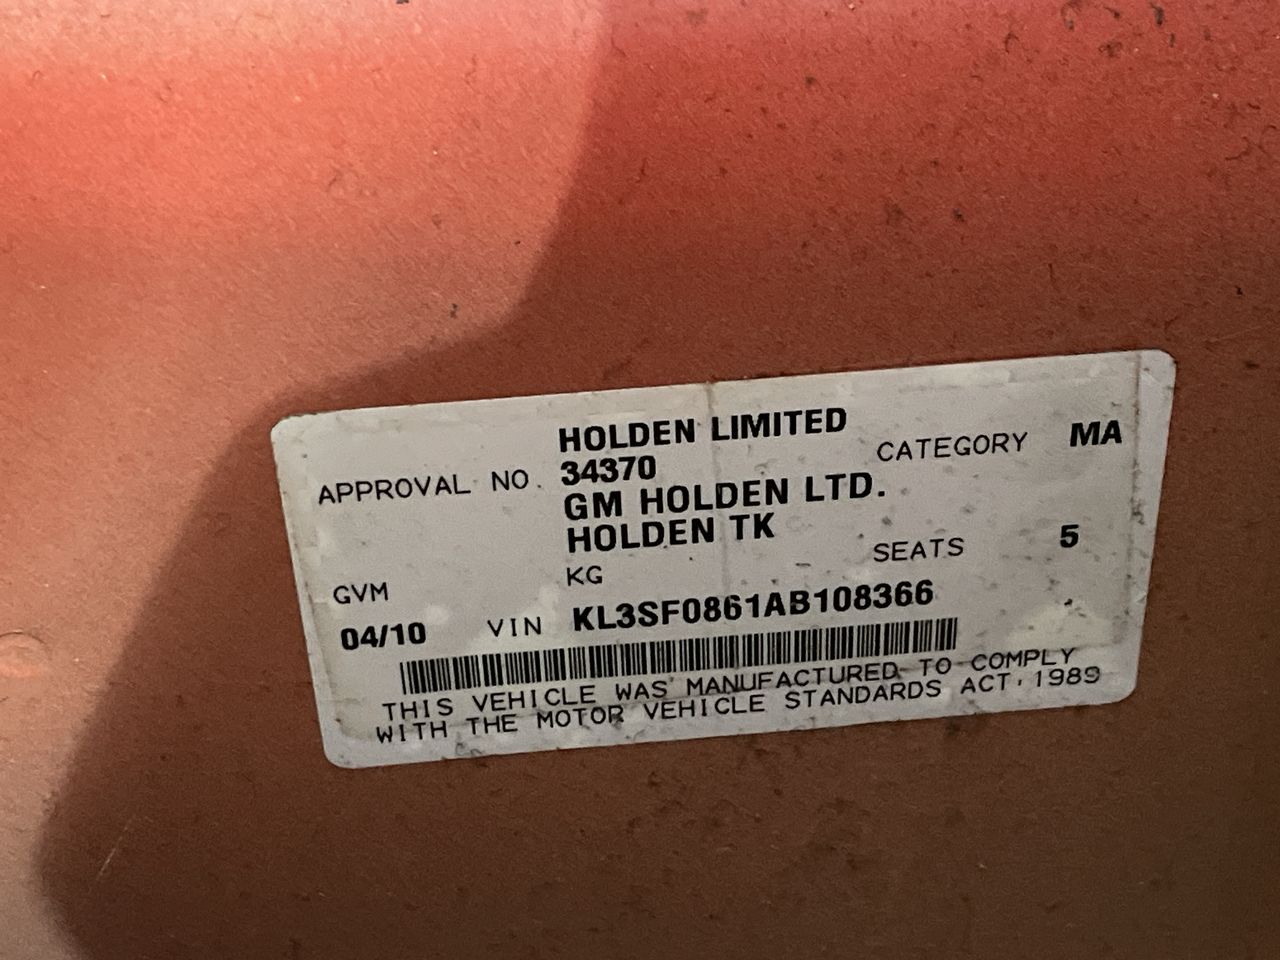 HOLDEN LIMITED
APPROVAL NO. 34370 CATEGORY MA
GM HOLDEN LTD.
HOLDEN TK
GVM KG SEATS 5
04/10 VIN KL3SF0861AB108366
THIS VEHICLE WAS MANUFACTURED TO COMPLY
WITH THE MOTOR VEHICLE STANDARDS ACT, 1989